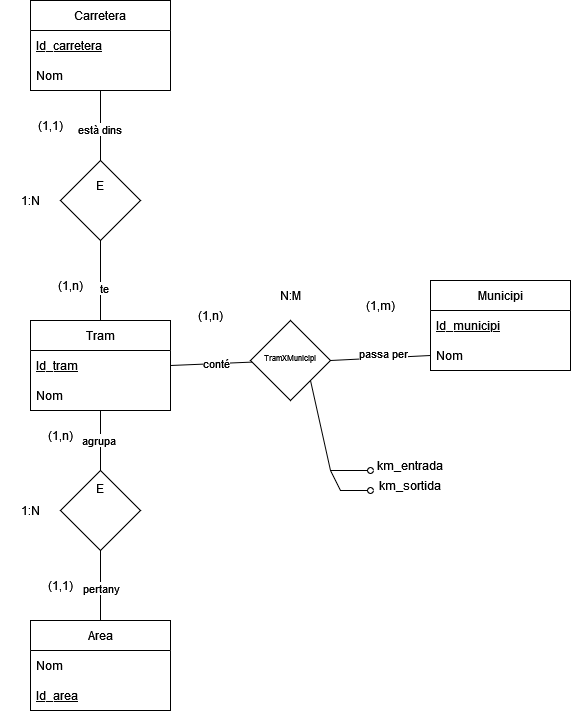 Carretera
Id_carretera
Nom
(1,1)
està dins
E
1:N
(1,n)
te
N:M
(1,n)
(1,m)
Tram
Id_tram
Nom
conté
TramXMunicipi
passa per
Municipi
Id_municipi
Nom
(1,n)
agrupa
km_entrada
km_sortida
E
1:N
(1,1)
pertany
Area
Nom
Id_area